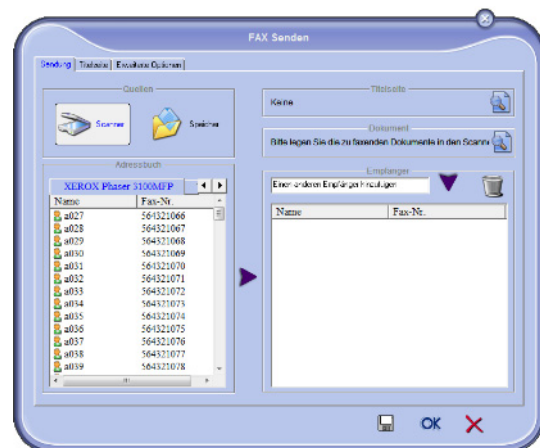 FAX Senden
Sendung Titelseite Erweiterte Optionen
Quellen
Scanner
Speicher
Adressbuch
XEROX Phaser 3100MFP
Name Fax-Nr.
a027 564321066
a028 564321067
a029 564321068
a030 564321069
a031 564321070
a032 564321071
a033 564321072
a034 564321073
a035 564321074
a036 564321075
a037 564321076
a038 564321077
a039 564321078
Titelseite
Keine
Dokument
Bitte legen Sie die zu faxenden Dokumente in den Scann
Empfänger
Einen anderen Empfänger hinzufügen
Name Fax-Nr.
OK